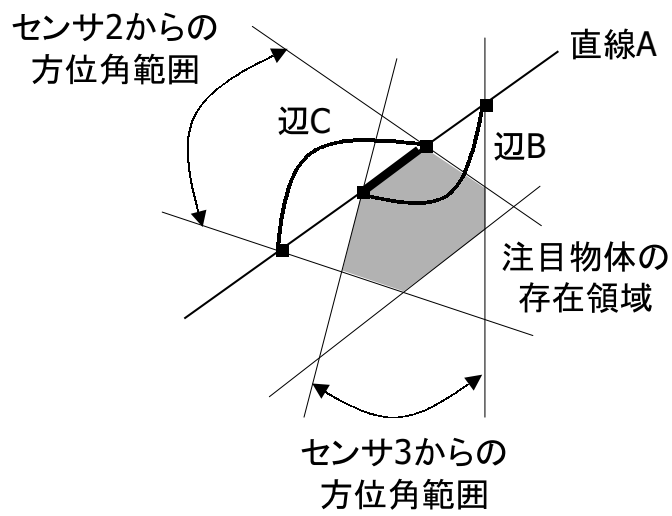 センサ2からの
方位角範囲
直線A
辺C
辺B
注目物体の
存在領域
センサ3からの
方位角範囲